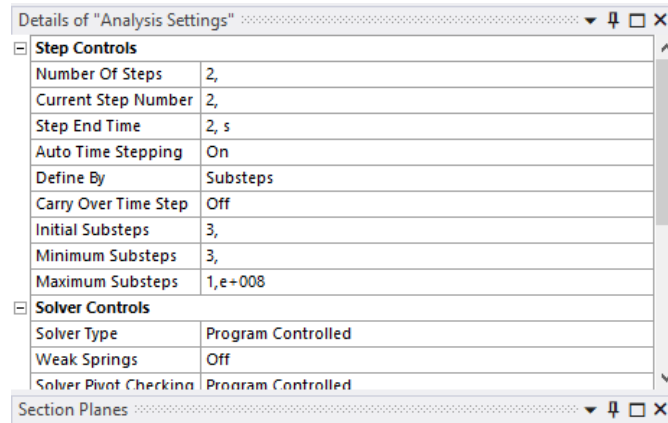 Details of "Analysis Settings"
Step Controls
Number Of Steps 2,
Current Step Number 2,
Step End Time 2, s
Auto Time Stepping On
Define By Substeps
Carry Over Time Step Off
Initial Substeps 3,
Minimum Substeps 3,
Maximum Substeps 1,e+008
Solver Controls
Solver Type Program Controlled
Weak Springs Off
Solver Pivot Checking Program Controlled
Section Planes